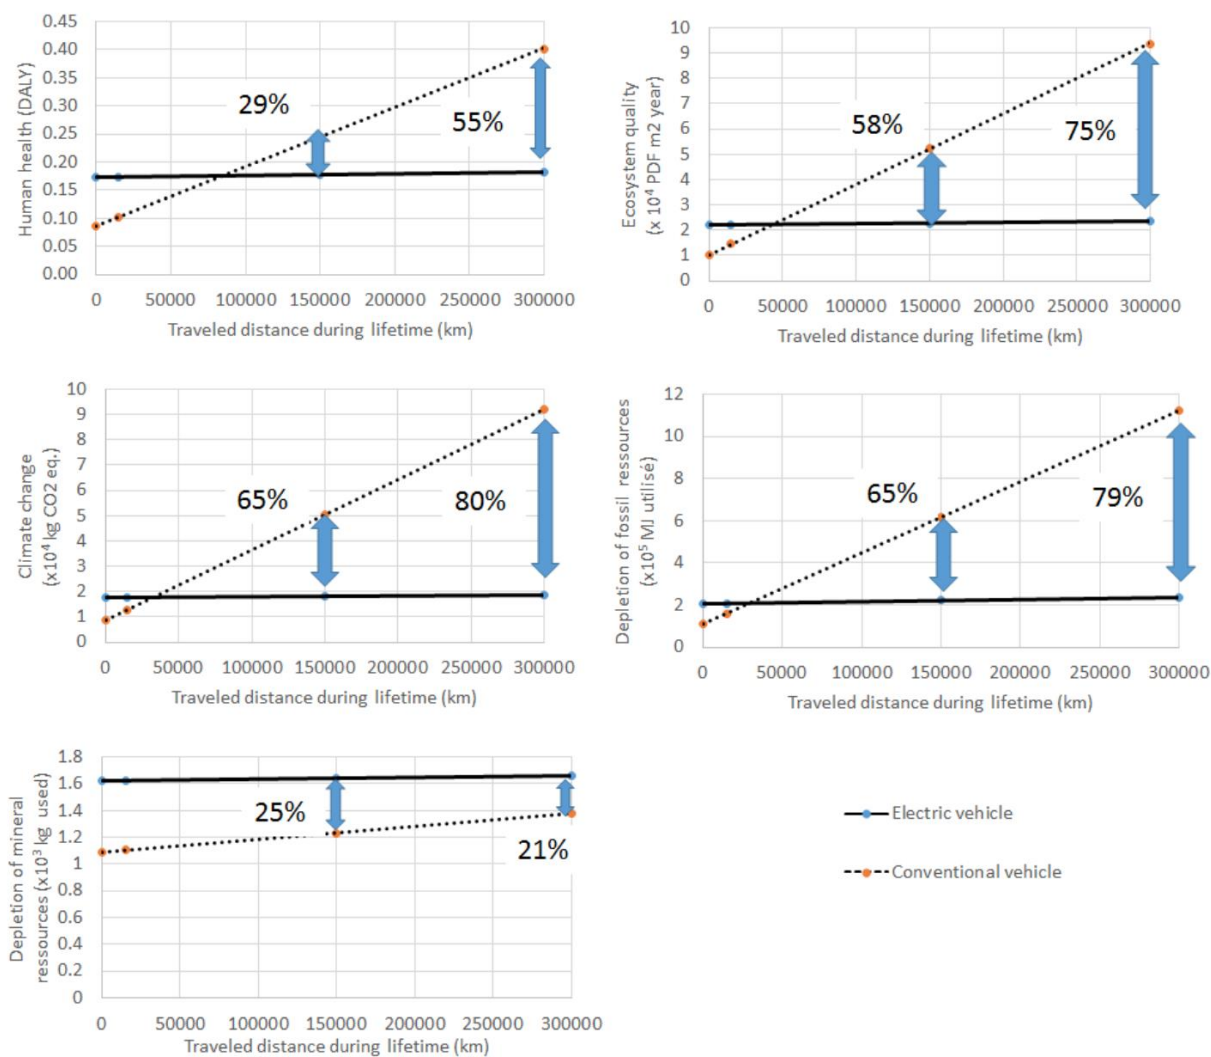 Human health (DALY)
0.45
0.40
0.35
0.30
0.25
0.20
0.15
0.10
0.05
0.00
29%
55%
0 50000 100000 150000 200000 250000 300000
Traveled distance during lifetime (km)
Ecosystem quality
(x 10⁴ PDF m2 year)
10
9
8
7
6
5
4
3
2
1
0
58%
75%
0 50000 100000 150000 200000 250000 300000
Traveled distance during lifetime (km)
Climate change
(x10⁴ kg CO2 eq.)
10
9
8
7
6
5
4
3
2
1
0
65%
80%
0 50000 100000 150000 200000 250000 300000
Traveled distance during lifetime (km)
Depletion of fossil ressources
(x10⁵ MJ utilisé)
12
10
8
6
4
2
0
65%
79%
0 50000 100000 150000 200000 250000 300000
Traveled distance during lifetime (km)
Depletion of mineral
ressources (x10³ kg used)
1.8
1.6
1.4
1.2
1
0.8
0.6
0.4
0.2
0
25%
21%
0 50000 100000 150000 200000 250000 300000
Traveled distance during lifetime (km)
Electric vehicle
Conventional vehicle